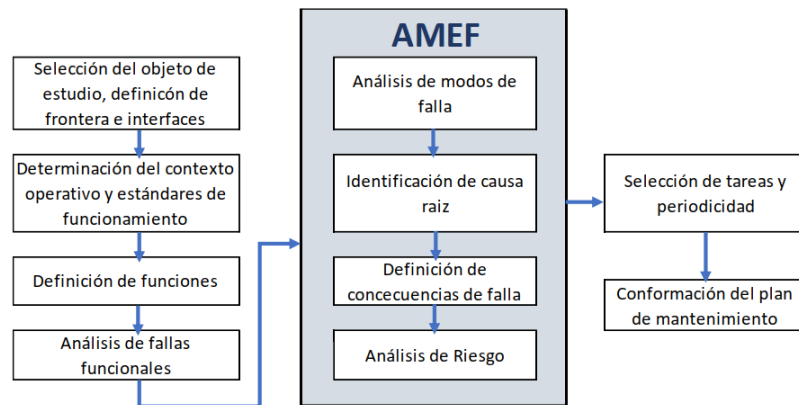 Selección del objeto de
estudio, definicón de
frontera e interfaces
Determinación del contexto
operativo y estándares de
funcionamiento
Definición de funciones
Análisis de fallas
funcionales
AMEF
Análisis de modos de
falla
Identificación de causa
raiz
Definición de
concecuencias de falla
Análisis de Riesgo
Selección de tareas y
periodicidad
Conformación del plan
de mantenimiento